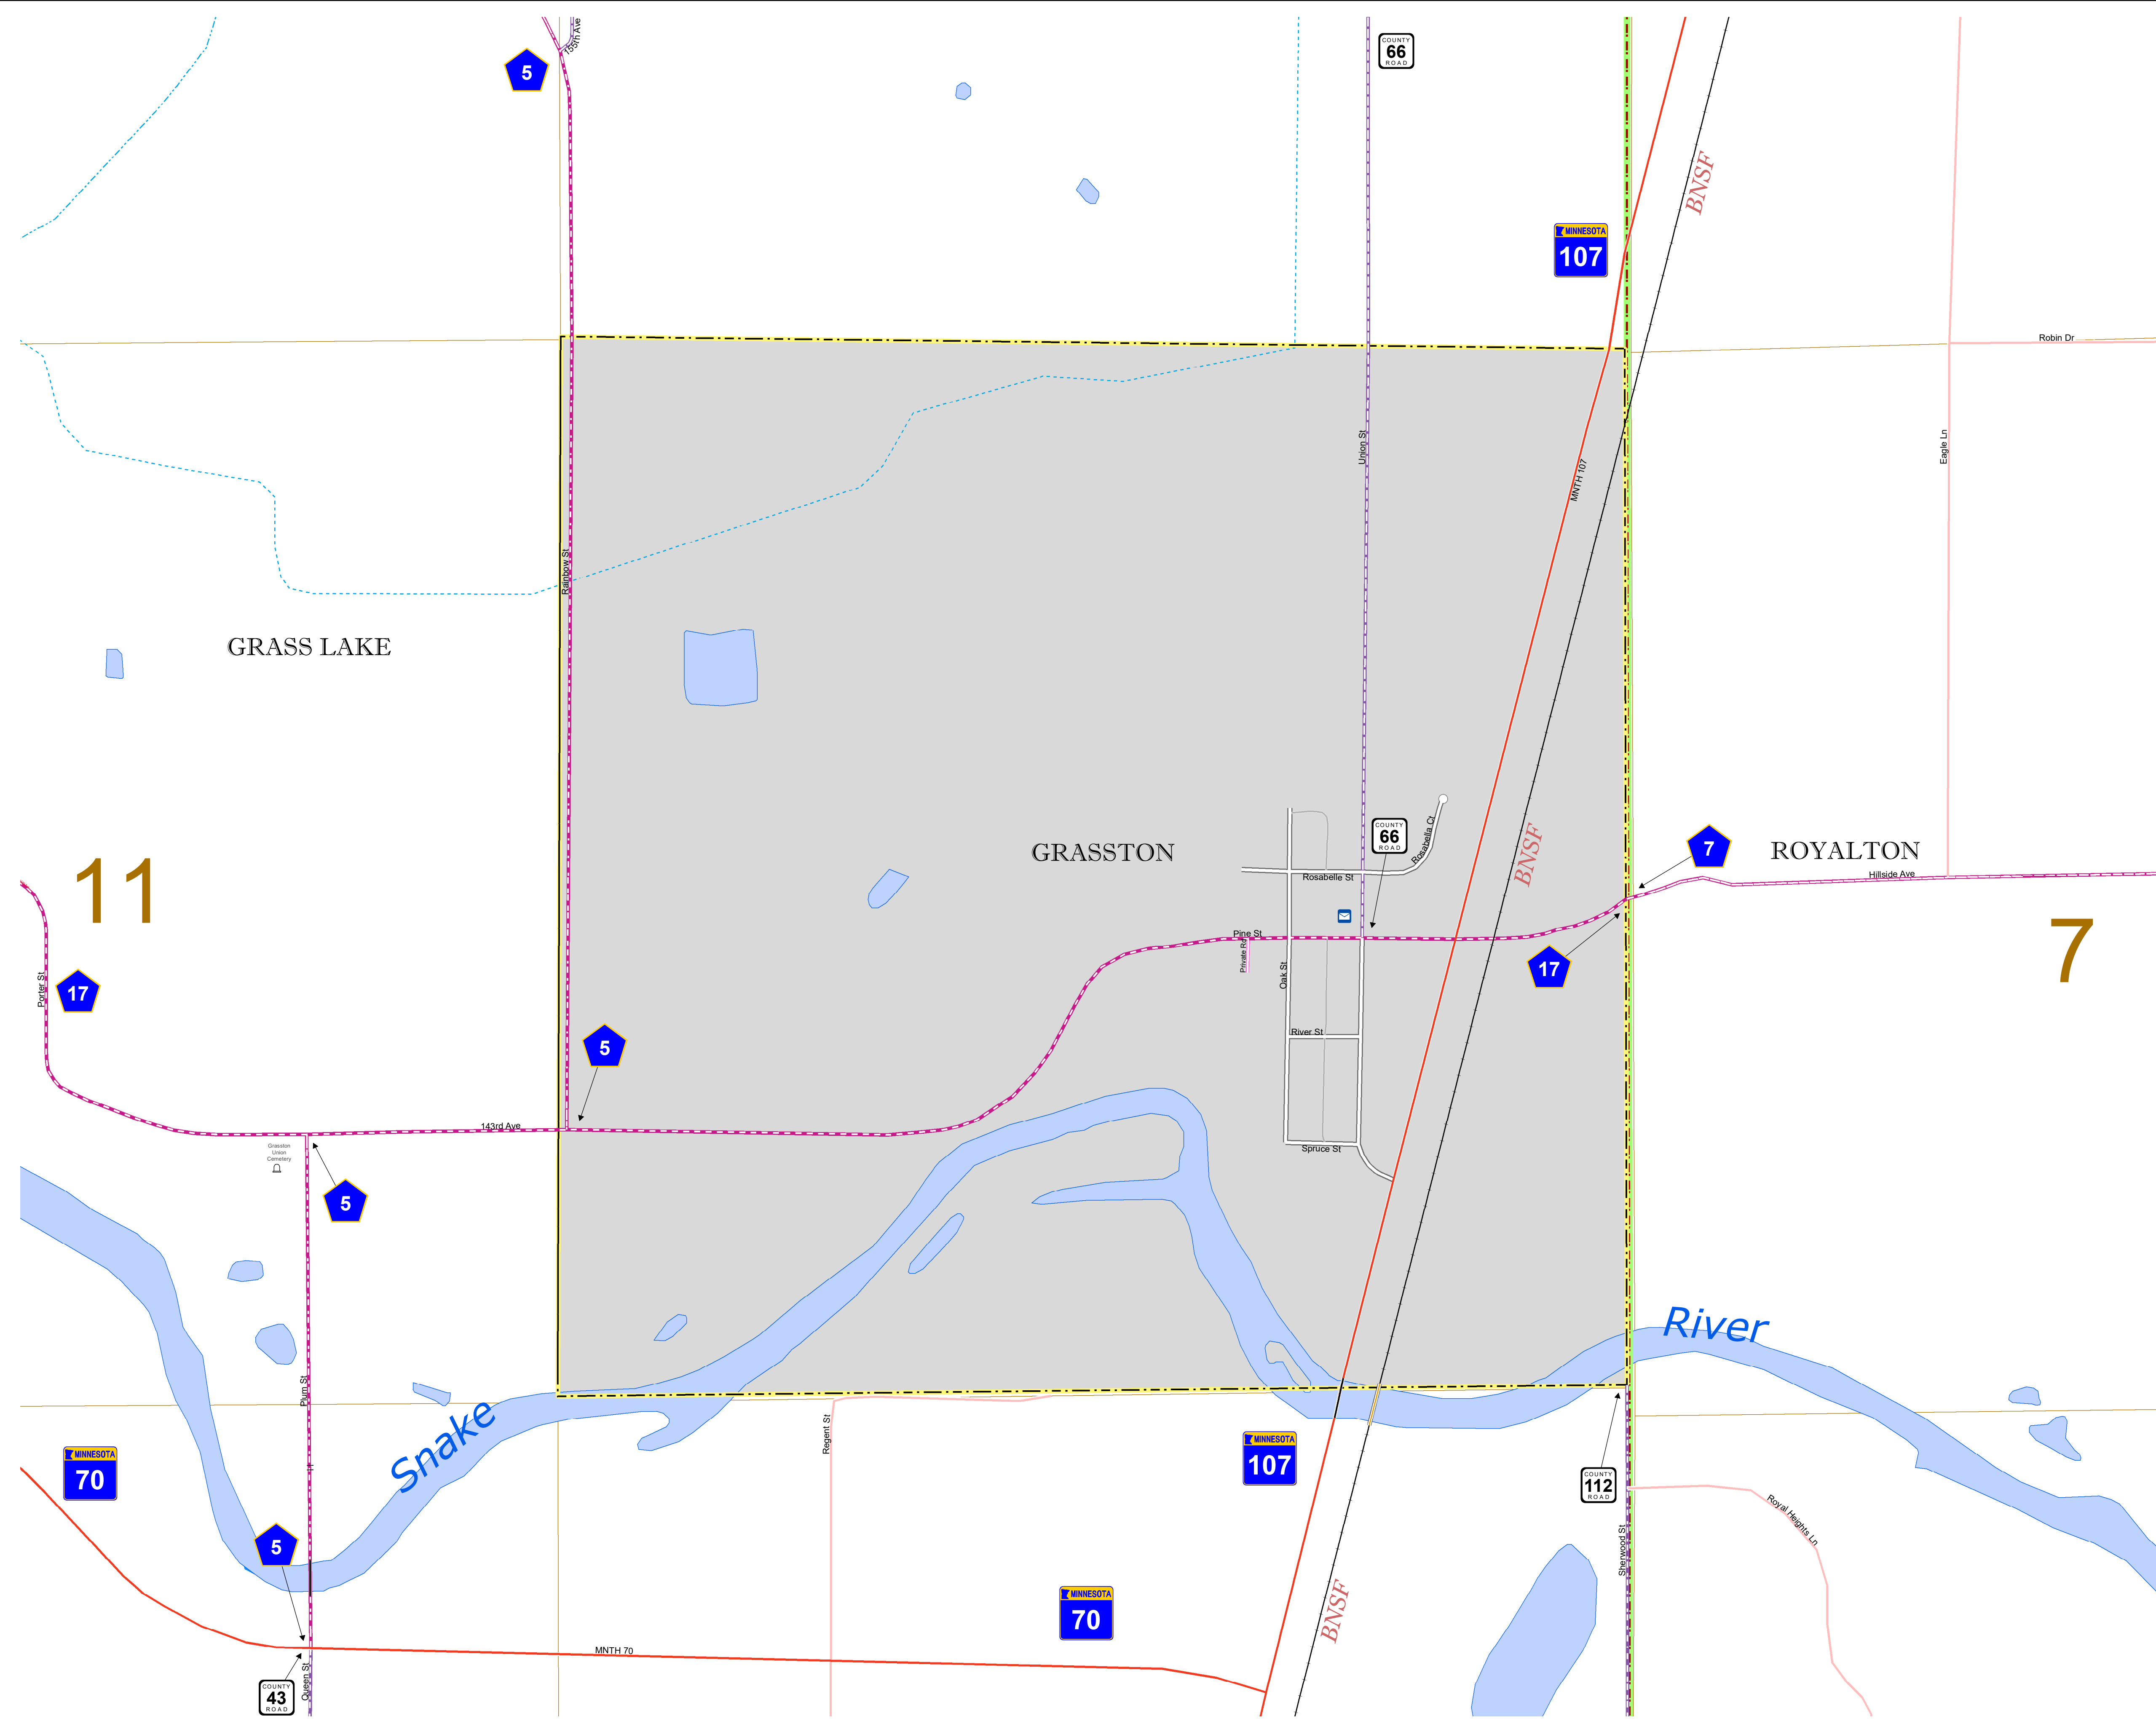 155th Ave
5
COUNTY
66
ROAD
BNSF
MINNESOTA
107
Robin Dr
Union St
Eagle Ln
MNTH 107
Rainbow St
GRASS LAKE
COUNTY
66
ROAD
Rosabella Ct
BNSF
GRASSTON
7
ROYALTON
Rosabelle St
Hillside Ave
11
Pine St
Private Rd
7
Oak St
17
Porter St
17
River St
5
143rd Ave
Grasston
Union
Cemetery
Spruce St
5
River
Plum St
Snake
Regent St
MINNESOTA
70
MINNESOTA
107
COUNTY
112
ROAD
Royal Heights Ln
Sherwood St
5
BNSF
MINNESOTA
70
MNTH 70
COUNTY
43
ROAD
Queen St